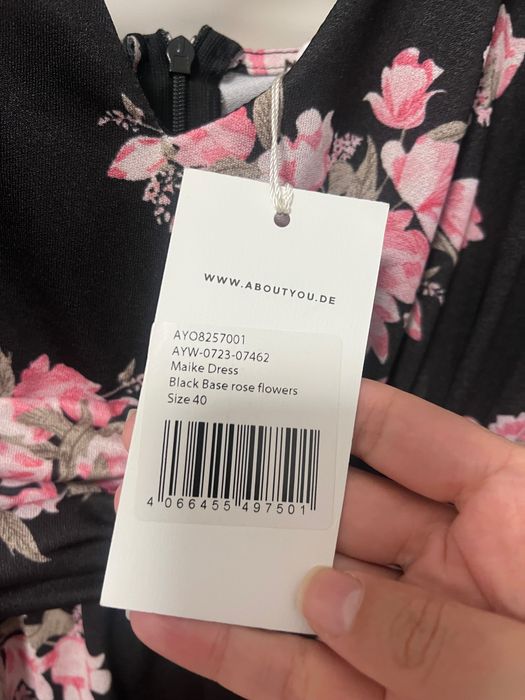 WWW.ABOUTYOU.DE
AYO8257001
AYW-0723-07462
Maike Dress
Black Base rose flowers
Size 40
4 066455 497501